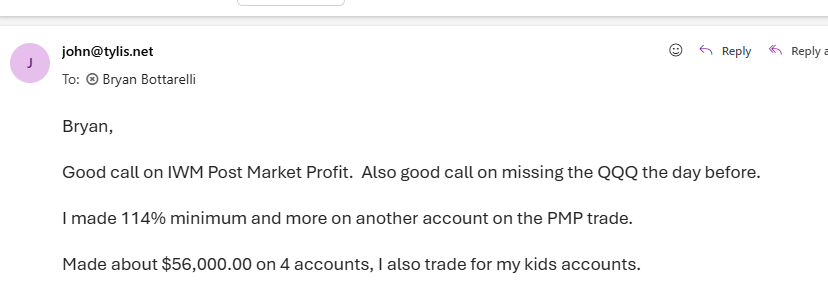 john@tylis.net
Reply
Reply
J
To: Bryan Bottarelli
Bryan,
Good call on IWM Post Market Profit.  Also good call on missing the QQQ the day before.
I made 114% minimum and more on another account on the PMP trade.
Made about $56,000.00 on 4 accounts, I also trade for my kids accounts.